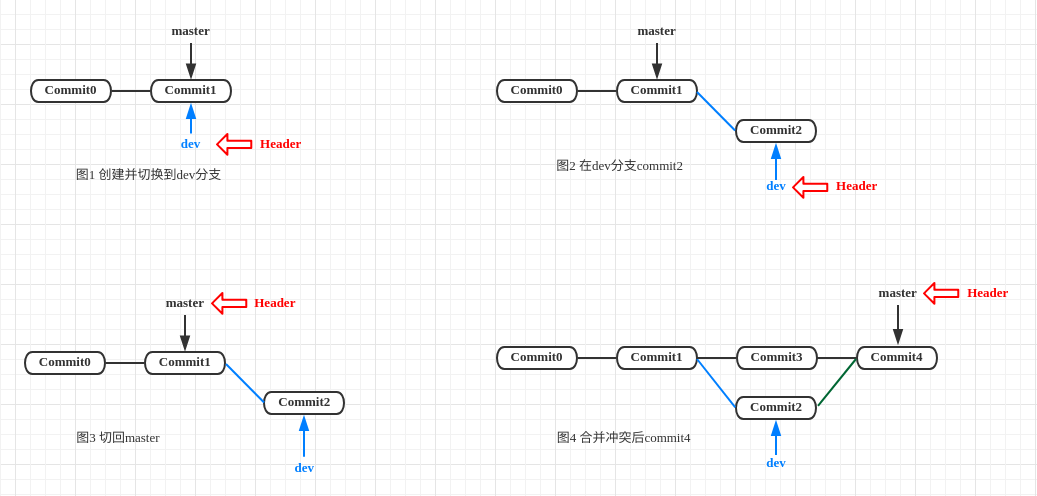 master
Commit0
Commit1
dev
Header
图1 创建并切换到dev分支
master
Commit0
Commit1
Commit2
dev
Header
图2 在dev分支commit2
master
Header
Commit0
Commit1
Commit2
dev
图3 切回master
master
Header
Commit0
Commit1
Commit3
Commit4
Commit2
dev
图4 合并冲突后commit4